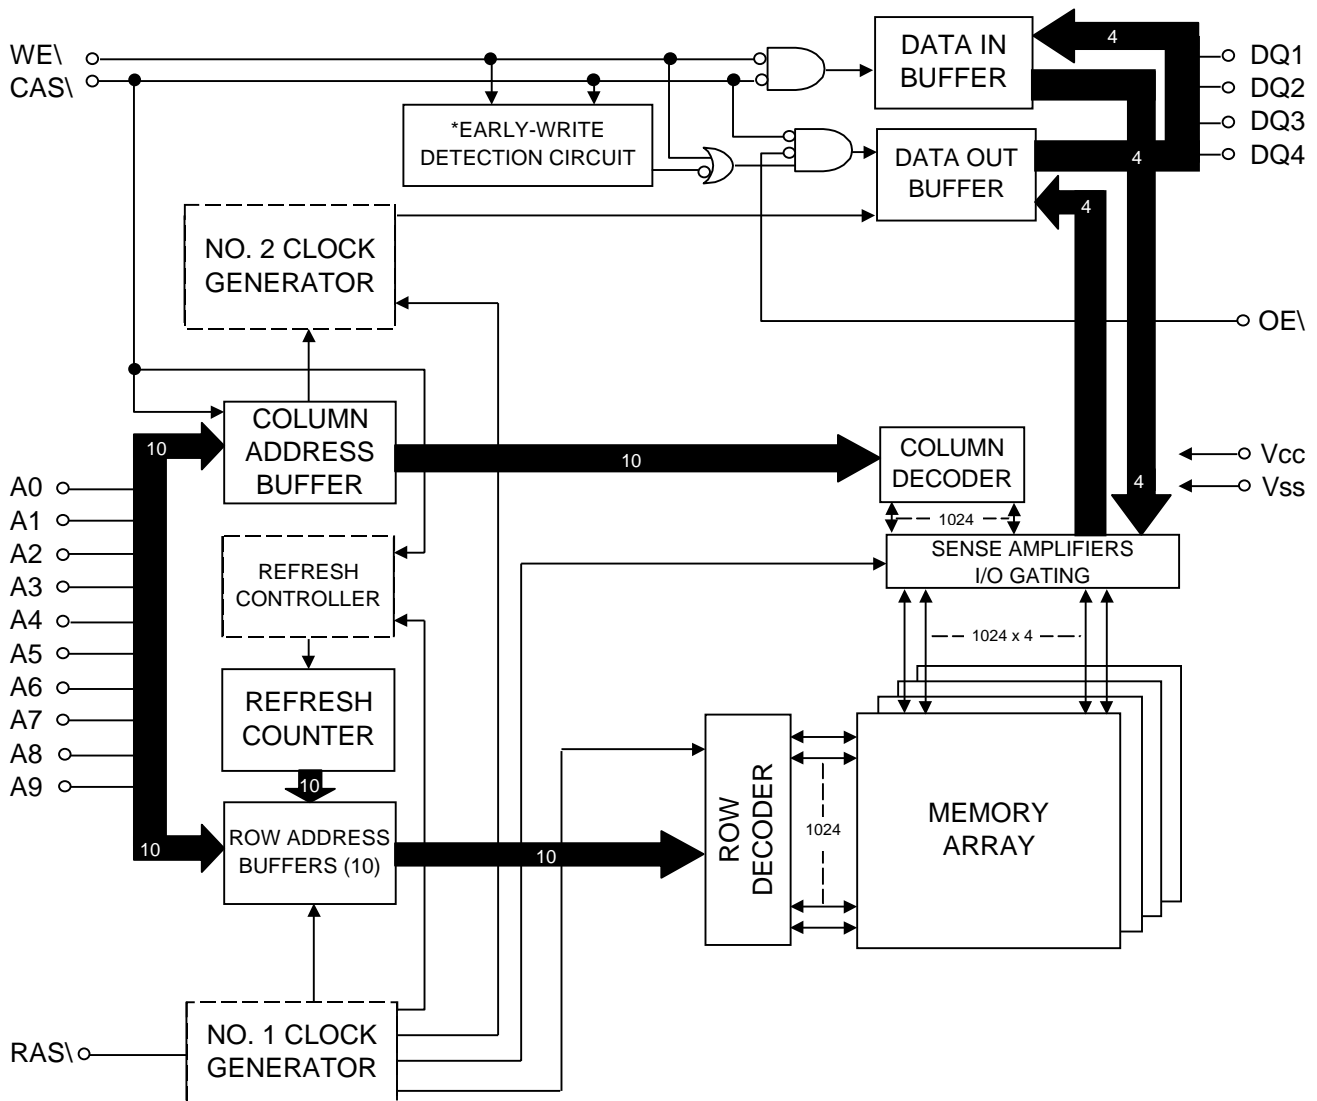 WE\
CAS\
DATA IN
BUFFER
4
DQ1
DQ2
DQ3
DQ4
*EARLY-WRITE
DETECTION CIRCUIT
DATA OUT
BUFFER
4
4
NO. 2 CLOCK
GENERATOR
OE\
COLUMN
ADDRESS
BUFFER
10
10
COLUMN
DECODER
Vcc
Vss
4
A0
A1
A2
A3
A4
A5
A6
A7
A8
A9
1024
SENSE AMPLIFIERS
I/O GATING
REFRESH
CONTROLLER
1024 x 4
REFRESH
COUNTER
10
ROW ADDRESS
BUFFERS (10)
10
10
ROW
DECODER
1024
MEMORY
ARRAY
RAS\
NO. 1 CLOCK
GENERATOR